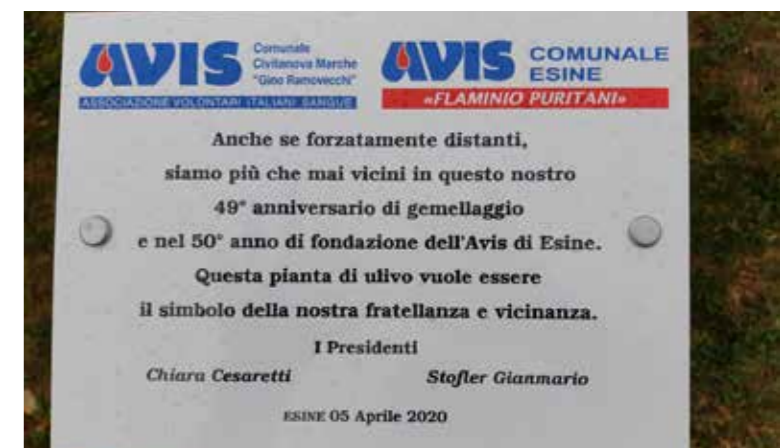 AVIS Comunale
Civitanova Marche
"Gino Ramovecchi"
ASSOCIAZIONE VOLONTARI ITALIANI SANGUE
AVIS COMUNALE
ESINE
«FLAMINIO PURITANI»
Anche se forzatamente distanti,
siamo più che mai vicini in questo nostro
49° anniversario di gemellaggio
e nel 50° anno di fondazione dell'Avis di Esine.
Questa pianta di ulivo vuole essere
il simbolo della nostra fratellanza e vicinanza.
I Presidenti
Chiara Cesaretti Stofler Gianmario
ESINE 05 Aprile 2020